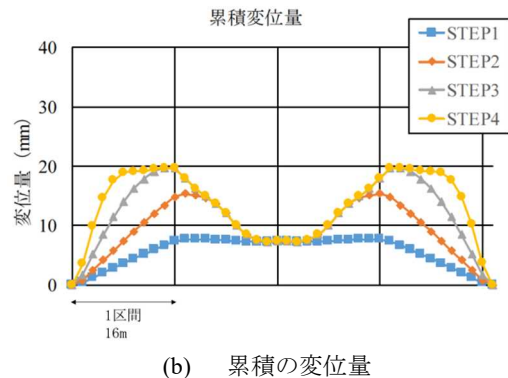 累積変位量
40
30
20
10
0
変位量 (mm)
STEP1
STEP2
STEP3
STEP4
1区間
16m
(b) 累積の変位量